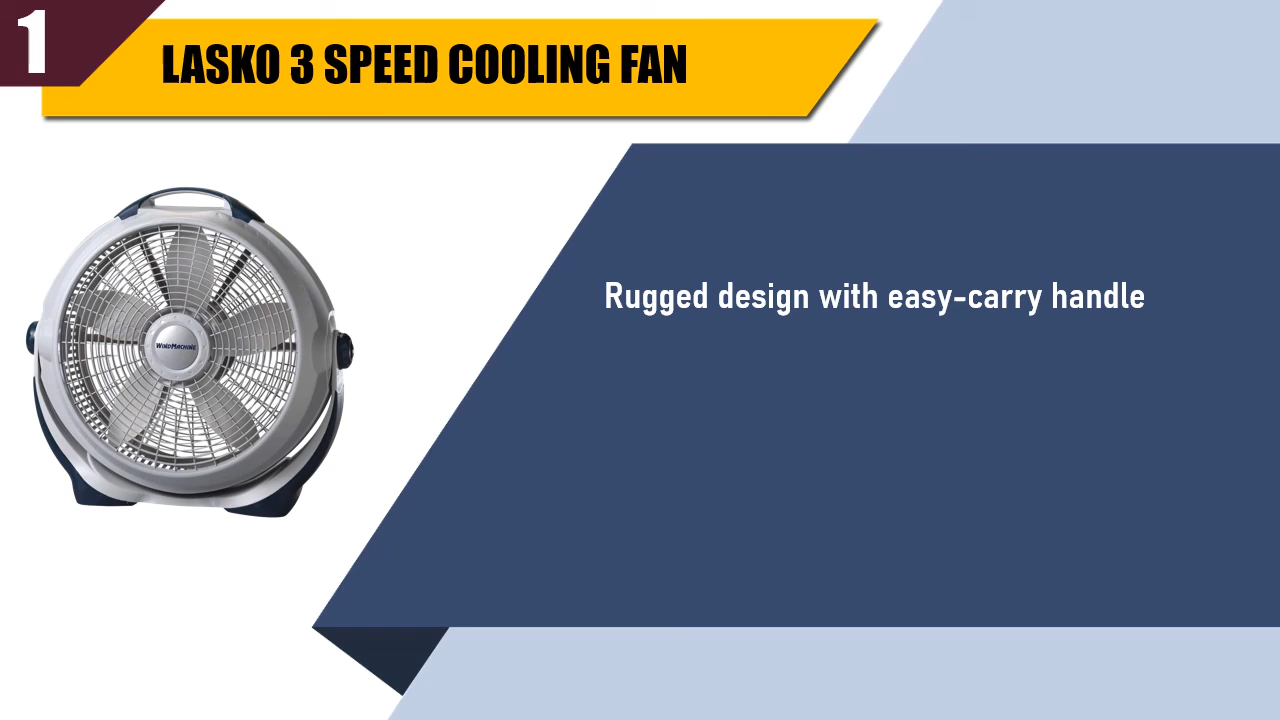 1
LASKO 3 SPEED COOLING FAN
Rugged design with easy-carry handle
WINDMACHINE